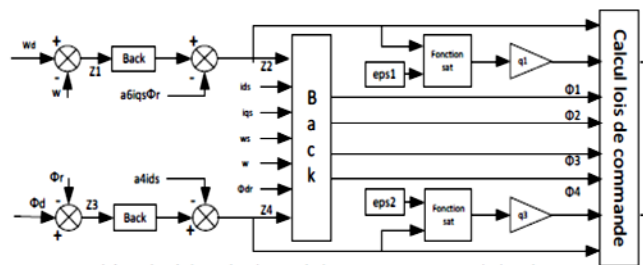 Wd
+
-
Z1
Back
+
-
Z2
w
a6iqsΦr
ids
iqs
ws
w
Φdr
Back
eps1
Fonction
sat
q1
Φ1
Φ2
Φ3
Φ4
Calcul lois de commande
Φr
a4ids
-
-
Φd
+
Z3
Back
+
Z4
eps2
Fonction
sat
q3